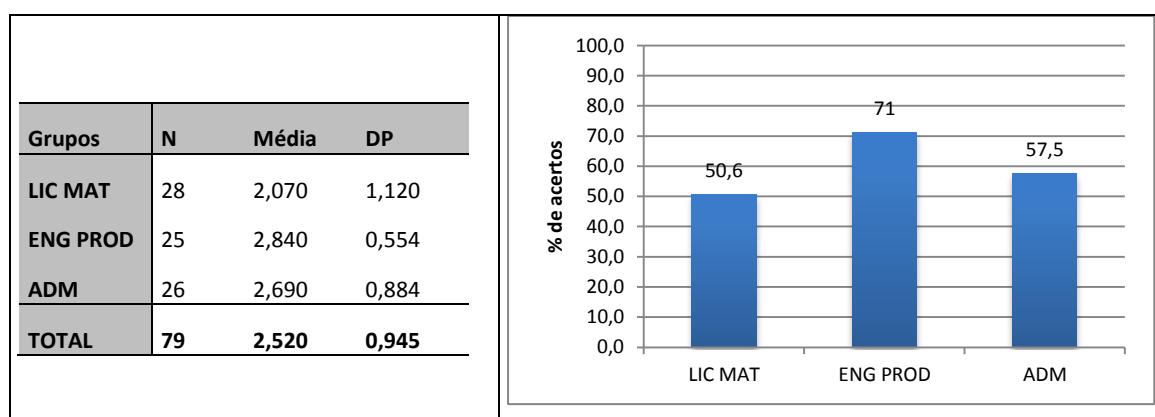 Grupos N Média DP
LIC MAT 28 2,070 1,120
ENG PROD 25 2,840 0,554
ADM 26 2,690 0,884
TOTAL 79 2,520 0,945
% de acertos
100,0
90,0
80,0
70,0
60,0
50,0
40,0
30,0
20,0
10,0
0,0
50,6
71
57,5
LIC MAT ENG PROD ADM